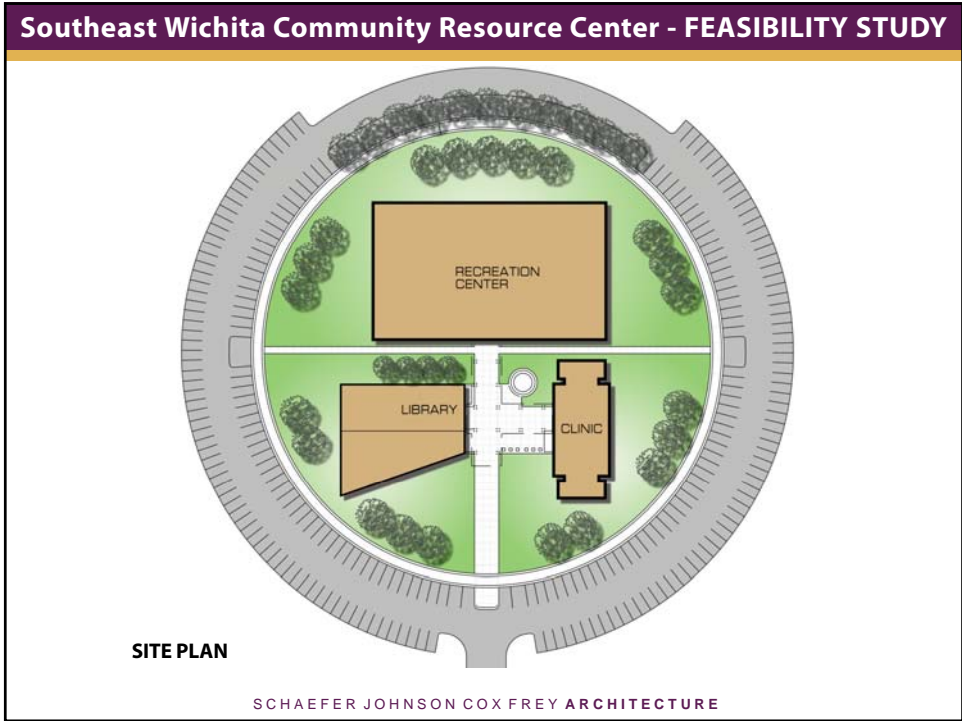 Southeast Wichita Community Resource Center - FEASIBILITY STUDY
RECREATION
CENTER
LIBRARY
CLINIC
SITE PLAN
SCHAEFER JOHNSON COX FREY ARCHITECTURE